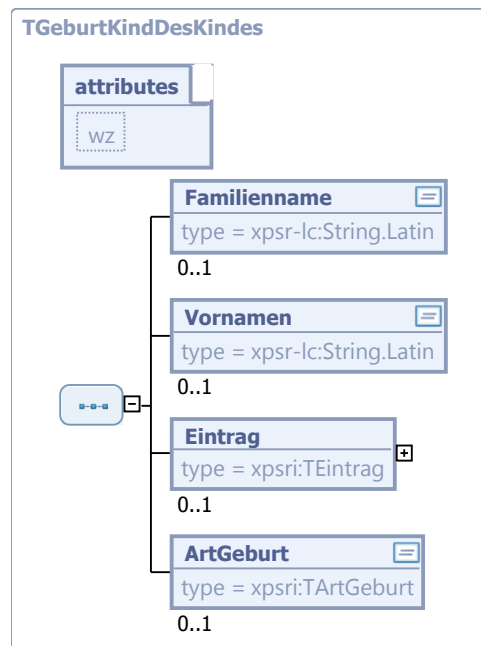 TGeburtKindDesKindes
attributes
wz
Familienname
type = xpsr-lc:String.Latin
0..1
Vornamen
type = xpsr-lc:String.Latin
0..1
Eintrag
type = xpsri:TEintrag
0..1
ArtGeburt
type = xpsri:TArtGeburt
0..1